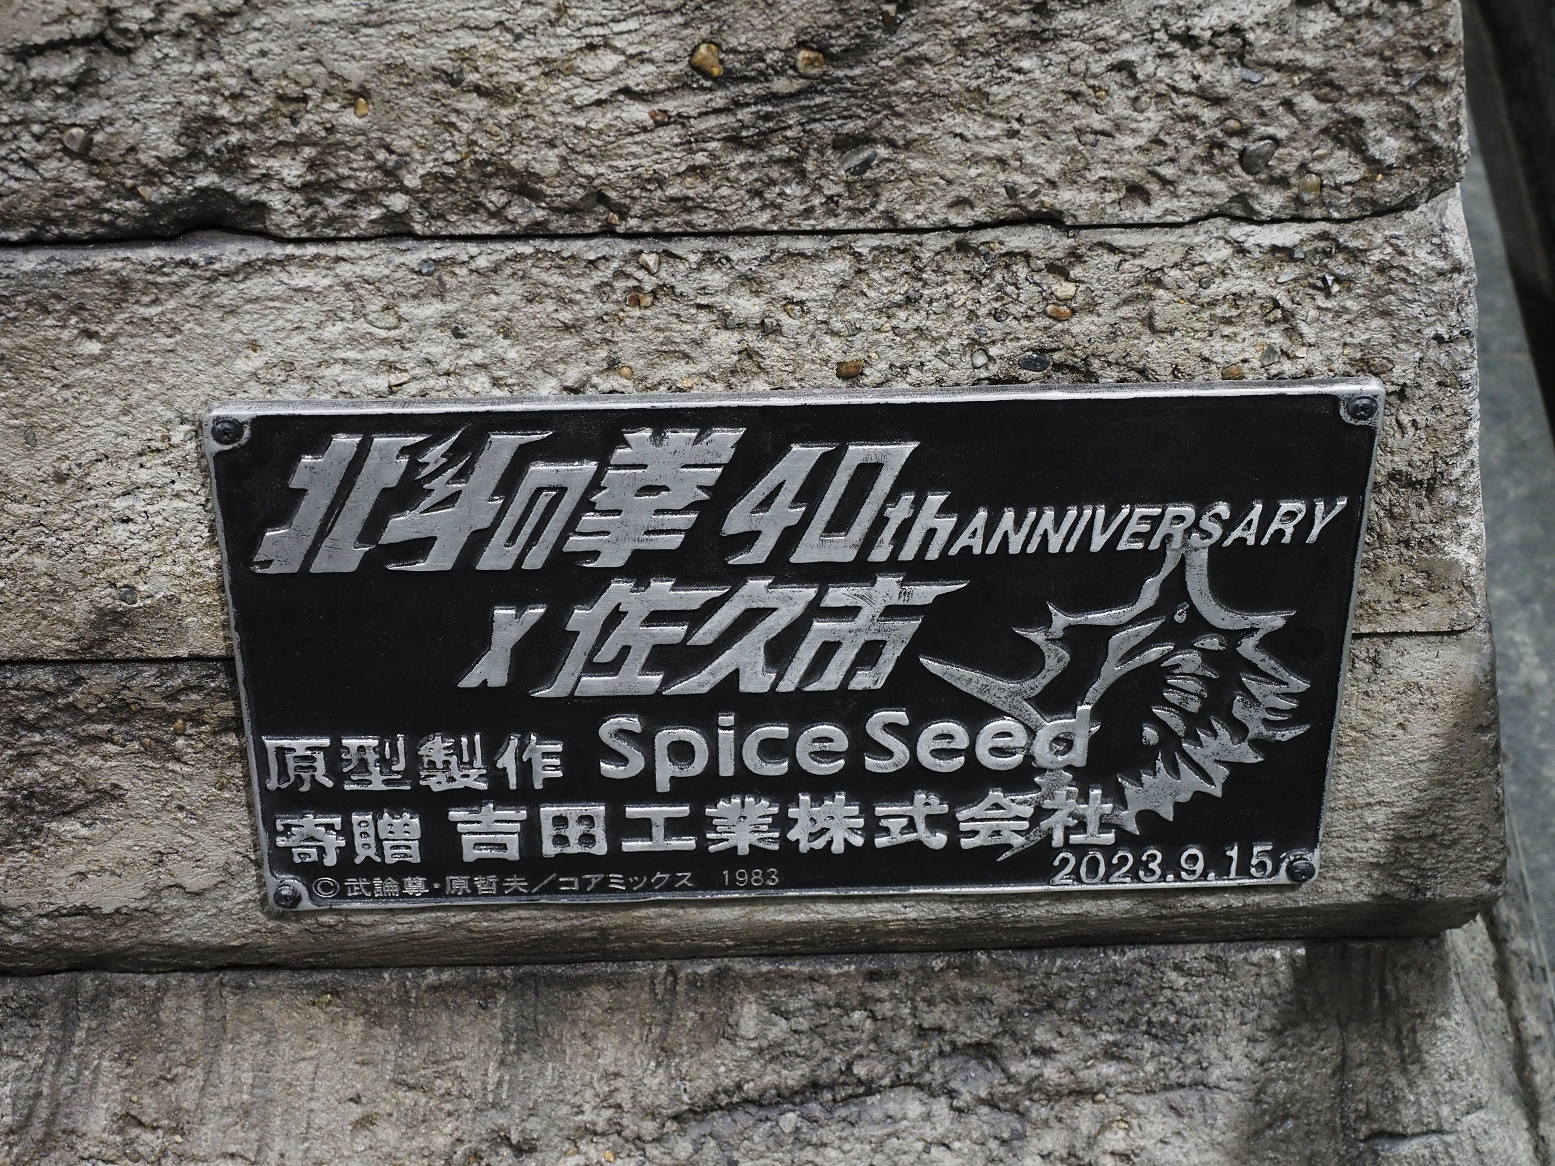 北斗の拳 40th ANNIVERSARY
x 佐久市
原型製作 Spice Seed
寄贈 吉田工業株式会社
2023.9.15
©武論尊・原哲夫／コアミックス 1983